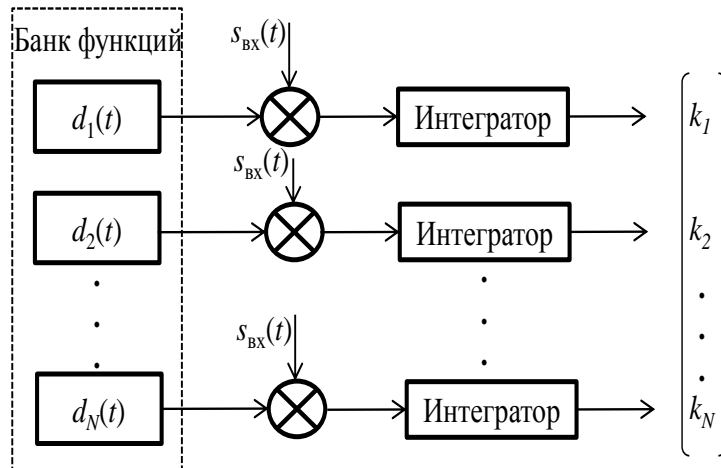 Банк функций
s_вх(t)
d_1(t)
Интегратор
k_1
s_вх(t)
d_2(t)
Интегратор
k_2
s_вх(t)
d_N(t)
Интегратор
k_N